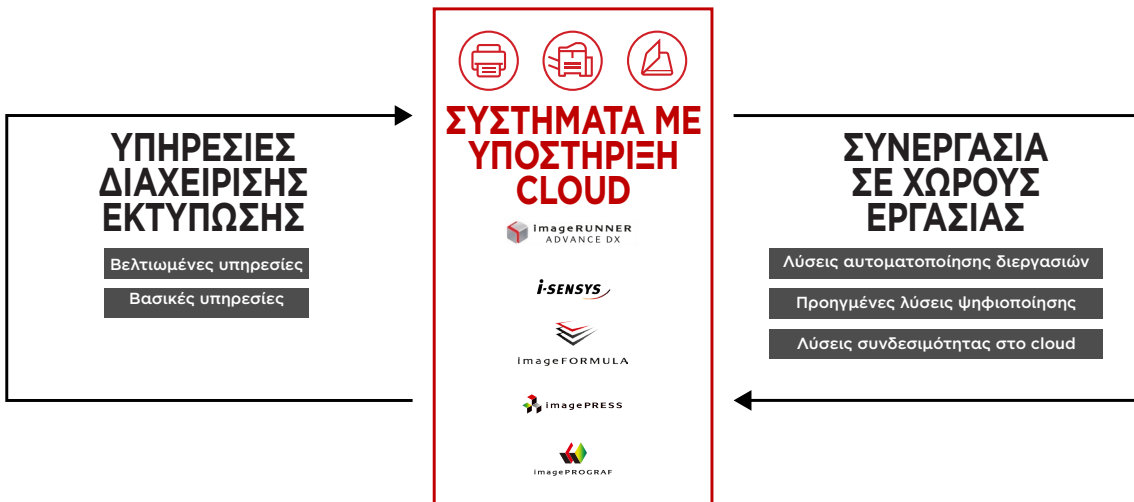 ΥΠΗΡΕΣΙΕΣ
ΔΙΑΧΕΙΡΙΣΗΣ
ΕΚΤΥΠΩΣΗΣ
Βελτιωμένες υπηρεσίες
Βασικές υπηρεσίες
ΣΥΣΤΗΜΑΤΑ ΜΕ
ΥΠΟΣΤΗΡΙΞΗ
CLOUD
imageRUNNER
ADVANCE DX
i-SENSYS
imageFORMULA
imagePRESS
imagePROGRAF
ΣΥΝΕΡΓΑΣΙΑ
ΣΕ ΧΩΡΟΥΣ
ΕΡΓΑΣΙΑΣ
Λύσεις αυτοματοποίησης διεργασιών
Προηγμένες λύσεις ψηφιοποίησης
Λύσεις συνδεσιμότητας στο cloud